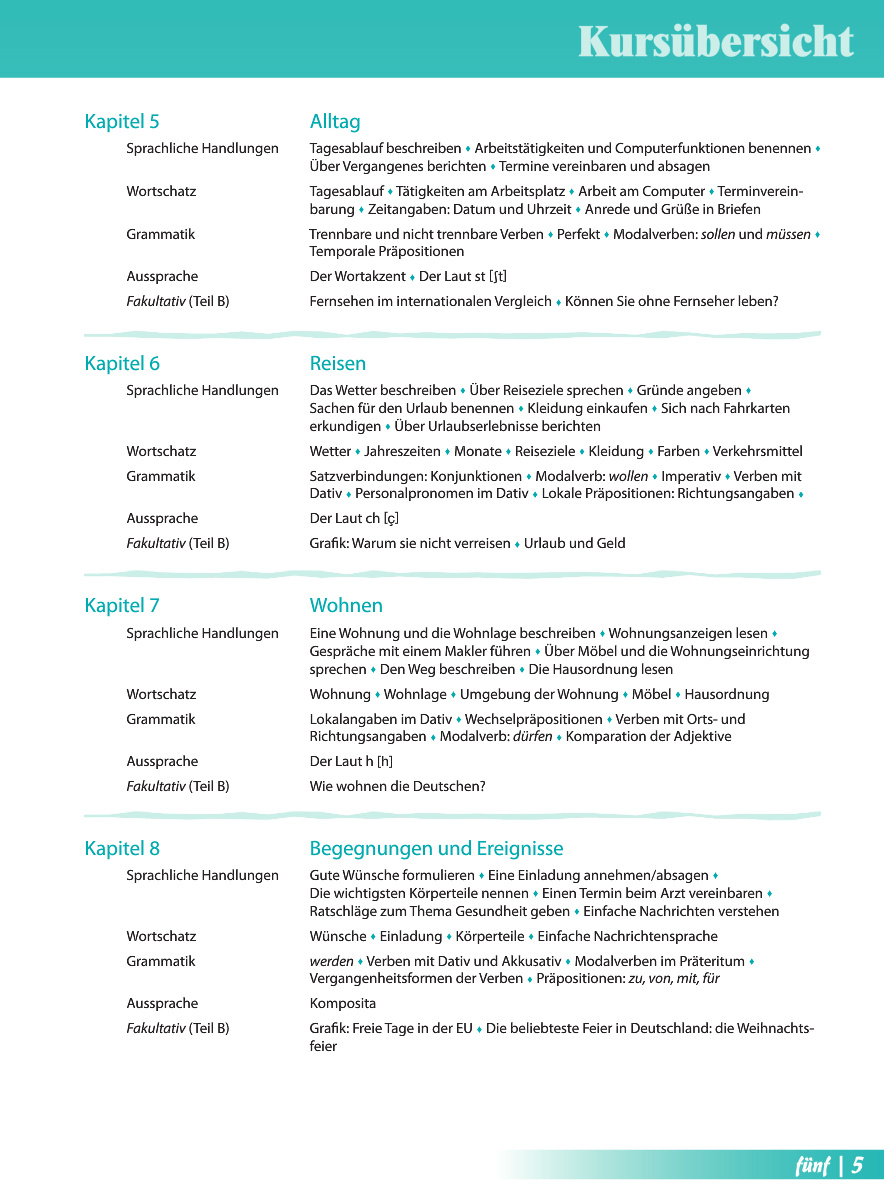 Kursübersicht
Kapitel 5 Alltag
Sprachliche Handlungen Tagesablauf beschreiben ♦ Arbeitstätigkeiten und Computerfunktionen benennen ♦
Über Vergangenes berichten ♦ Termine vereinbaren und absagen
Wortschatz Tagesablauf ♦ Tätigkeiten am Arbeitsplatz ♦ Arbeit am Computer ♦ Terminverein-
barung ♦ Zeitangaben: Datum und Uhrzeit ♦ Anrede und Grüße in Briefen
Grammatik Trennbare und nicht trennbare Verben ♦ Perfekt ♦ Modalverben: sollen und müssen ♦
Temporale Präpositionen
Aussprache Der Wortakzent ♦ Der Laut st [ʃt]
Fakultativ (Teil B) Fernsehen im internationalen Vergleich ♦ Können Sie ohne Fernseher leben?
Kapitel 6 Reisen
Sprachliche Handlungen Das Wetter beschreiben ♦ Über Reiseziele sprechen ♦ Gründe angeben ♦
Sachen für den Urlaub benennen ♦ Kleidung einkaufen ♦ Sich nach Fahrkarten
erkundigen ♦ Über Urlaubserlebnisse berichten
Wortschatz Wetter ♦ Jahreszeiten ♦ Monate ♦ Reiseziele ♦ Kleidung ♦ Farben ♦ Verkehrsmittel
Grammatik Satzverbindungen: Konjunktionen ♦ Modalverb: wollen ♦ Imperativ ♦ Verben mit
Dativ ♦ Personalpronomen im Dativ ♦ Lokale Präpositionen: Richtungsangaben ♦
Aussprache Der Laut ch [ç]
Fakultativ (Teil B) Grafik: Warum sie nicht verreisen ♦ Urlaub und Geld
Kapitel 7 Wohnen
Sprachliche Handlungen Eine Wohnung und die Wohnlage beschreiben ♦ Wohnungsanzeigen lesen ♦
Gespräche mit einem Makler führen ♦ Über Möbel und die Wohnungseinrichtung
sprechen ♦ Den Weg beschreiben ♦ Die Hausordnung lesen
Wortschatz Wohnung ♦ Wohnlage ♦ Umgebung der Wohnung ♦ Möbel ♦ Hausordnung
Grammatik Lokalangaben im Dativ ♦ Wechselpräpositionen ♦ Verben mit Orts- und
Richtungsangaben ♦ Modalverb: dürfen ♦ Komparation der Adjektive
Aussprache Der Laut h [h]
Fakultativ (Teil B) Wie wohnen die Deutschen?
Kapitel 8 Begegnungen und Ereignisse
Sprachliche Handlungen Gute Wünsche formulieren ♦ Eine Einladung annehmen/absagen ♦
Die wichtigsten Körperteile nennen ♦ Einen Termin beim Arzt vereinbaren ♦
Ratschläge zum Thema Gesundheit geben ♦ Einfache Nachrichten verstehen
Wortschatz Wünsche ♦ Einladung ♦ Körperteile ♦ Einfache Nachrichtensprache
Grammatik werden ♦ Verben mit Dativ und Akkusativ ♦ Modalverben im Präteritum ♦
Vergangenheitsformen der Verben ♦ Präpositionen: zu, von, mit, für
Aussprache Komposita
Fakultativ (Teil B) Grafik: Freie Tage in der EU ♦ Die beliebteste Feier in Deutschland: die Weihnachts-
feier
fünf | 5